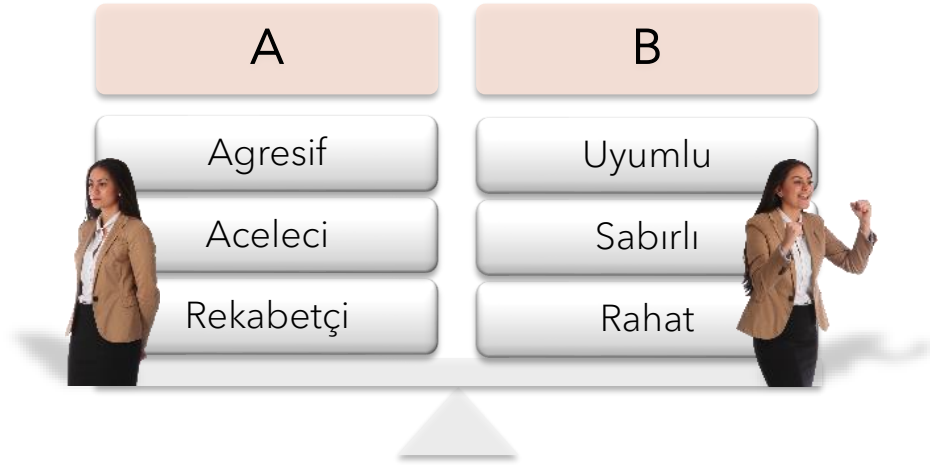 A
B
Agresif
Uyumlu
Aceleci
Sabırlı
Rekabetçi
Rahat